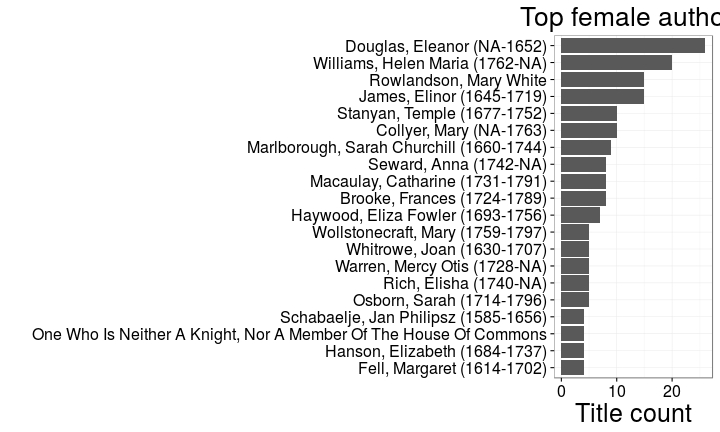 Top female autho
Douglas, Eleanor (NA-1652)
Williams, Helen Maria (1762-NA)
Rowlandson, Mary White
James, Elinor (1645-1719)
Stanyan, Temple (1677-1752)
Collyer, Mary (NA-1763)
Marlborough, Sarah Churchill (1660-1744)
Seward, Anna (1742-NA)
Macaulay, Catharine (1731-1791)
Brooke, Frances (1724-1789)
Haywood, Eliza Fowler (1693-1756)
Wollstonecraft, Mary (1759-1797)
Whitrowe, Joan (1630-1707)
Warren, Mercy Otis (1728-NA)
Rich, Elisha (1740-NA)
Osborn, Sarah (1714-1796)
Schabaelje, Jan Philipsz (1585-1656)
One Who Is Neither A Knight, Nor A Member Of The House Of Commons
Hanson, Elizabeth (1684-1737)
Fell, Margaret (1614-1702)
0 10 20
Title count